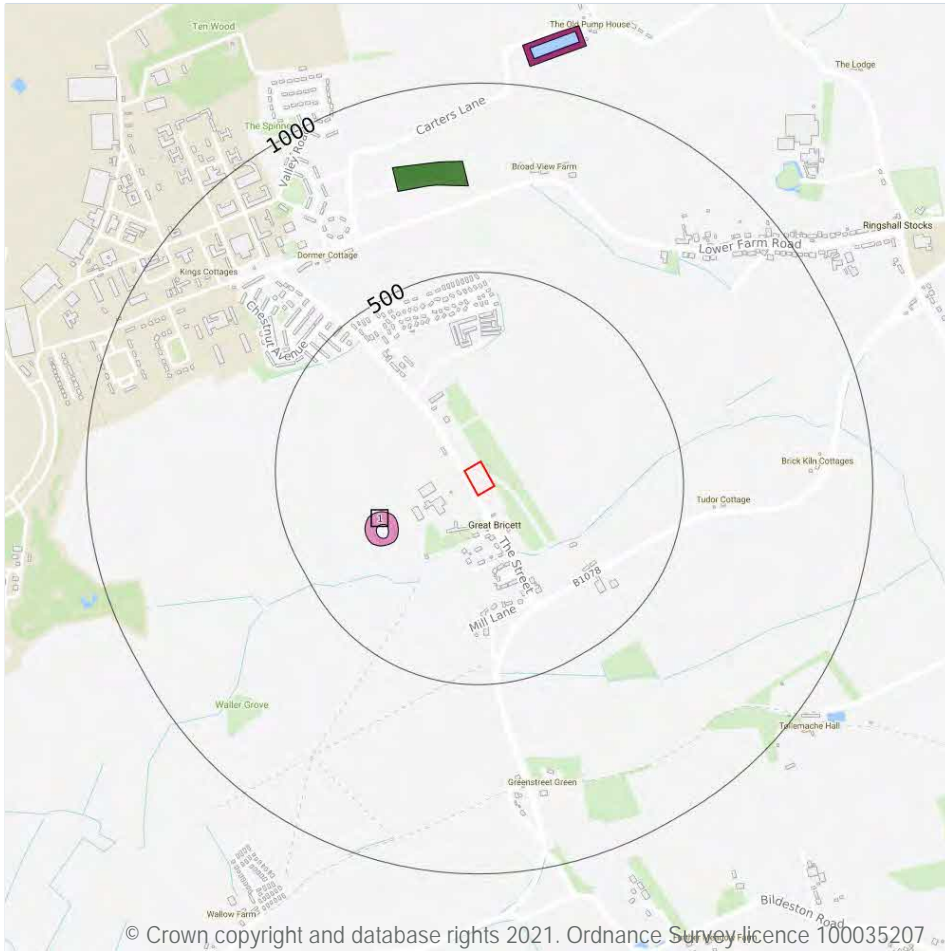 Ten Wood
The Old Pump House
The Lodge
The Spinney
1000
Carters Lane
Valley Road
Broad View Farm
Ringshall Stocks
Lower Farm Road
Dormer Cottage
Kings Cottages
500
Chestnut Avenue
Brick Kiln Cottages
Tudor Cottage
1
Great Bricett
The Street
B1078
Mill Lane
Waller Grove
Tollemache Hall
Greenstreet Green
Wallow Farm
Bildeston Road
© Crown copyright and database rights 2021. Ordnance Survey licence 100035207